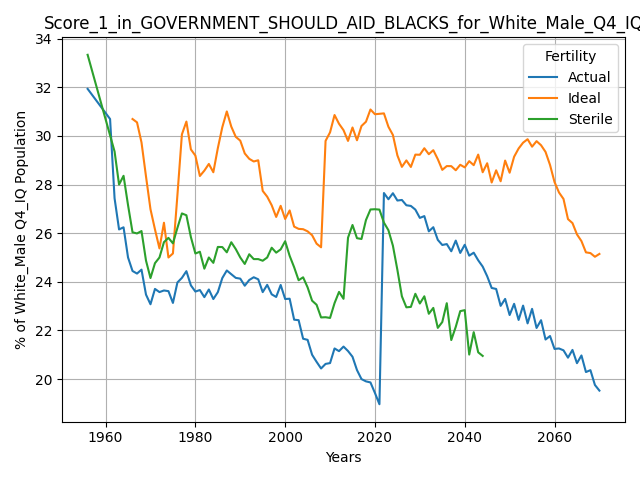 Score_1_in_GOVERNMENT_SHOULD_AID_BLACKS_for_White_Male_Q4_IQ
Fertility
Actual
Ideal
Sterile
% of White_Male Q4_IQ Population
34
32
30
28
26
24
22
20
1960
1980
2000
2020
2040
2060
Years